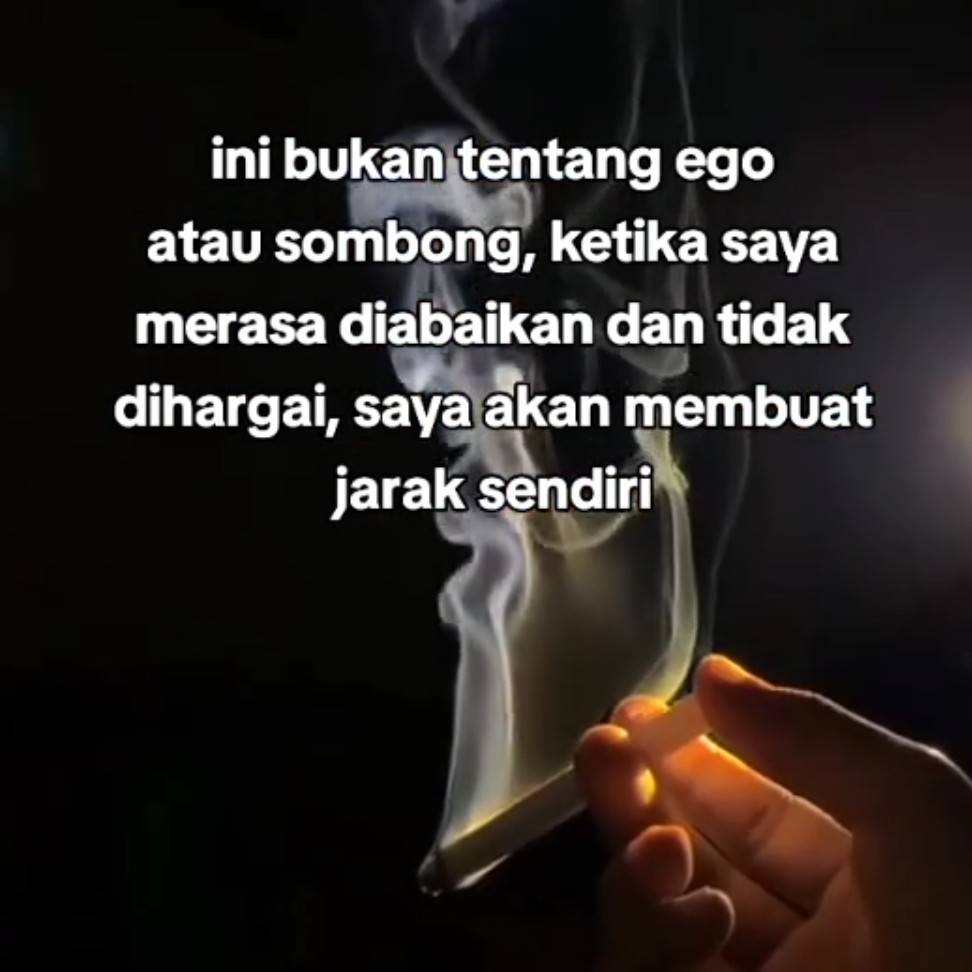 ini bukan tentang ego
atau sombong, ketika saya
merasa diabaikan dan tidak
dihargai, saya akan membuat
jarak sendiri